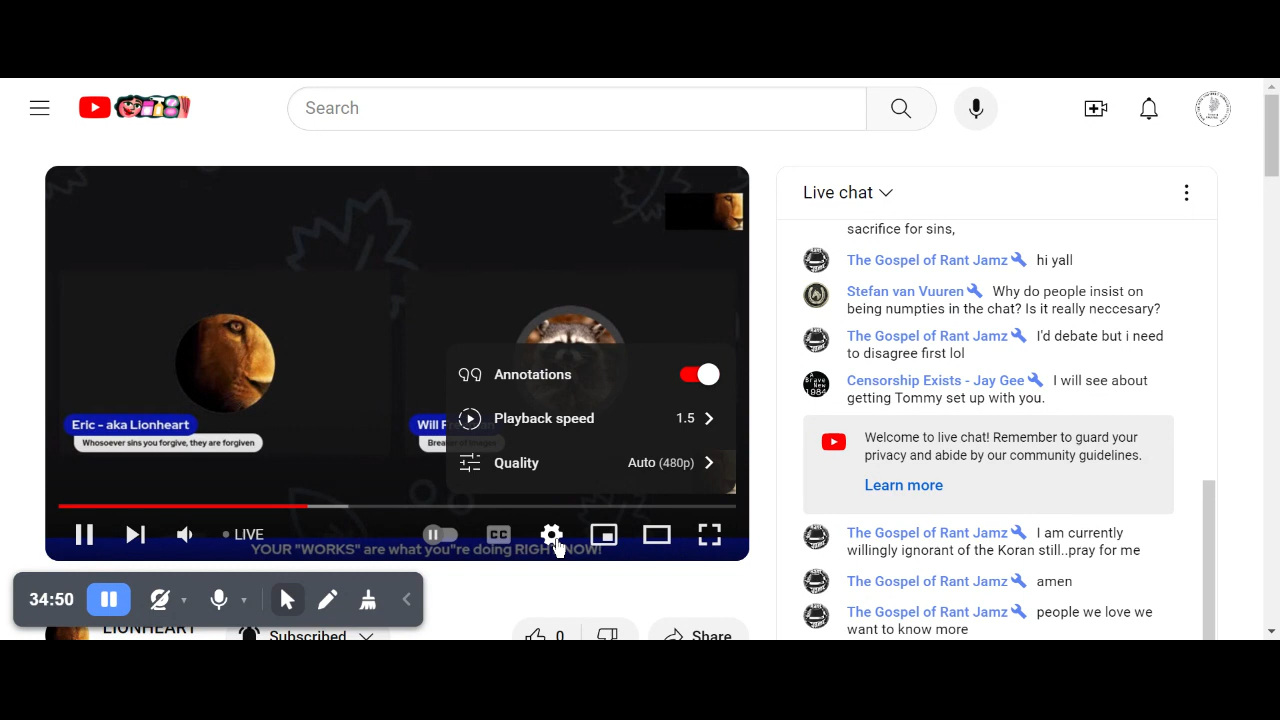 Search
Live chat
sacrifice for sins,
The Gospel of Rant Jamz hi yall
Stefan van Vuuren Why do people insist on
being numpties in the chat? Is it really neccesary?
The Gospel of Rant Jamz I'd debate but i need
to disagree first lol
Censorship Exists - Jay Gee I will see about
getting Tommy set up with you.
Welcome to live chat! Remember to guard your
privacy and abide by our community guidelines.
Learn more
The Gospel of Rant Jamz I am currently
willingly ignorant of the Koran still..pray for me
The Gospel of Rant Jamz amen
The Gospel of Rant Jamz people we love we
want to know more
Annotations
Playback speed 1.5
Quality Auto (480p)
Eric - aka Lionheart
Whosoever sins you forgive, they are forgiven
Will
LIVE
CC
YOUR "WORKS" are what you"re doing RIGHT NOW!
34:50
LIONHEART
Subscribed
0
Share